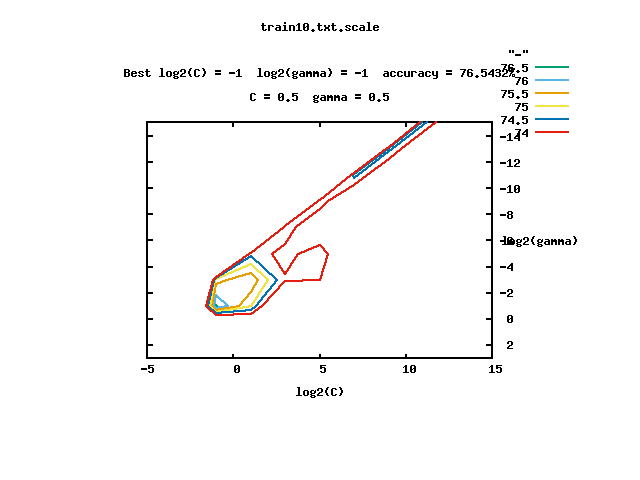 train10.txt.scale
"-"
Best log2(C) = -1  log2(gamma) = -1  accuracy = 76.5432%
76.5
76
75.5
C = 0.5  gamma = 0.5
75
74.5
74
-14
-12
-10
-8
-6
log2(gamma)
-4
-2
0
2
-5 0 5 10 15
log2(C)